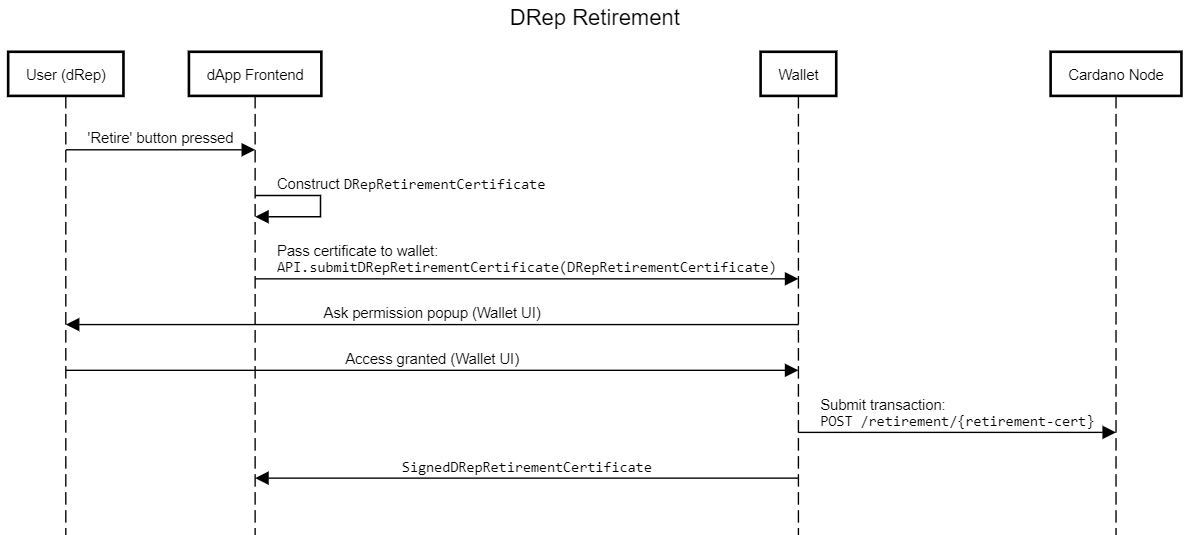 DRep Retirement
User (dRep)
dApp Frontend
Wallet
Cardano Node
'Retire' button pressed
Construct DRepRetirementCertificate
Pass certificate to wallet:
API.submitDRepRetirementCertificate(DRepRetirementCertificate)
Ask permission popup (Wallet UI)
Access granted (Wallet UI)
Submit transaction:
POST /retirement/{retirement-cert}
SignedDRepRetirementCertificate